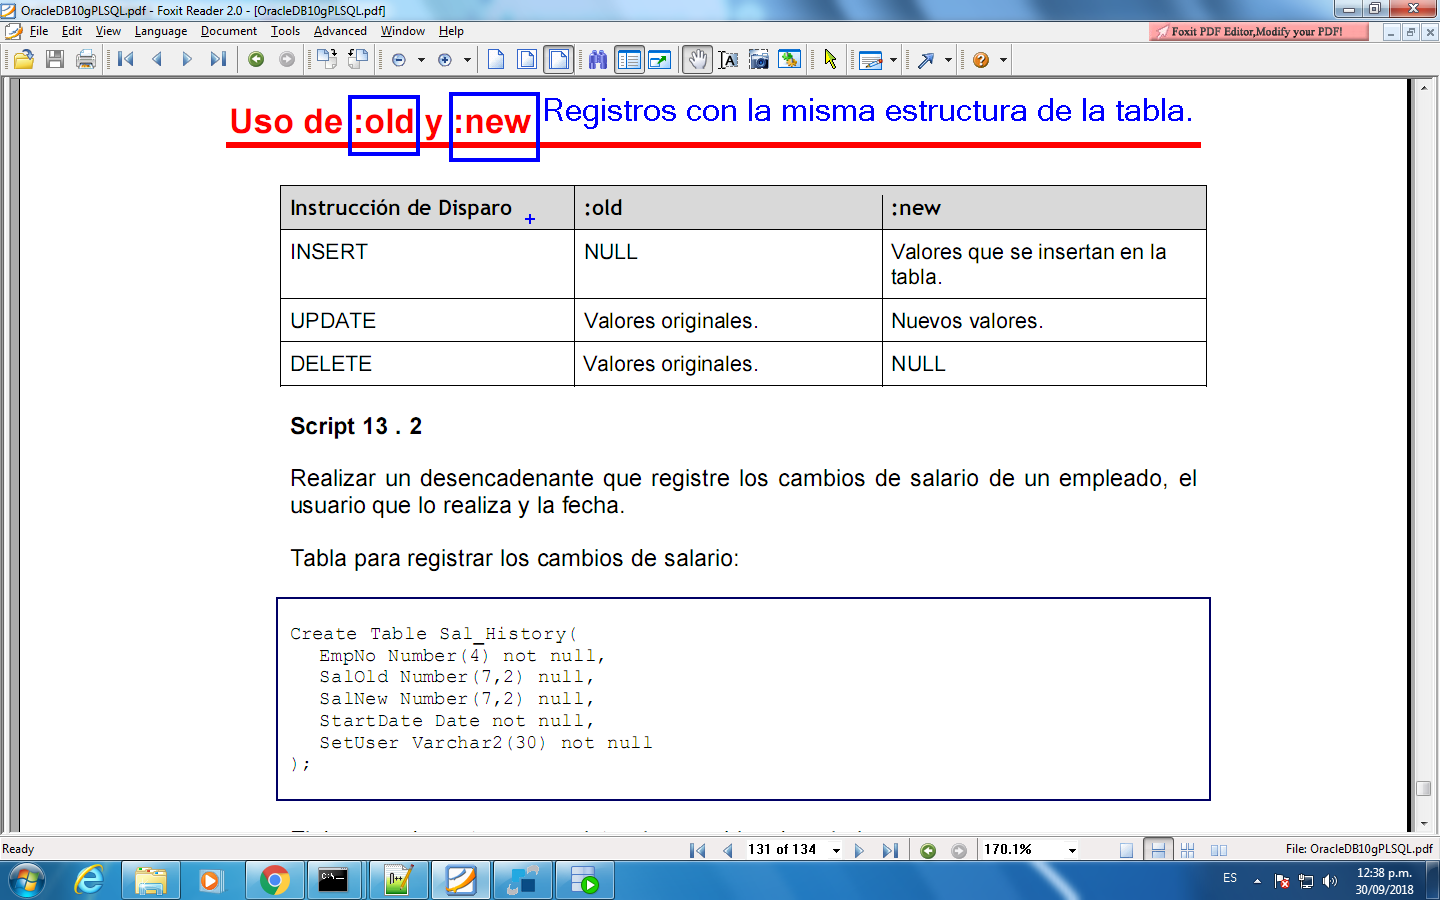 OracleDB10gPLSQL.pdf - Foxit Reader 2.0 - [OracleDB10gPLSQL.pdf]
File Edit View Language Document Tools Advanced Window Help
Foxit PDF Editor,Modify your PDF!
Uso de :old y :new Registros con la misma estructura de la tabla.
Instrucción de Disparo :old :new
INSERT NULL Valores que se insertan en la
tabla.
UPDATE Valores originales. Nuevos valores.
DELETE Valores originales. NULL
Script 13 . 2
Realizar un desencadenante que registre los cambios de salario de un empleado, el
usuario que lo realiza y la fecha.
Tabla para registrar los cambios de salario:
Create Table Sal_History(
EmpNo Number(4) not null,
SalOld Number(7,2) null,
SalNew Number(7,2) null,
StartDate Date not null,
SetUser Varchar2(30) not null
);
Ready
131 of 134
170.1%
File: OracleDB10gPLSQL.pdf
ES
12:38 p.m.
30/09/2018